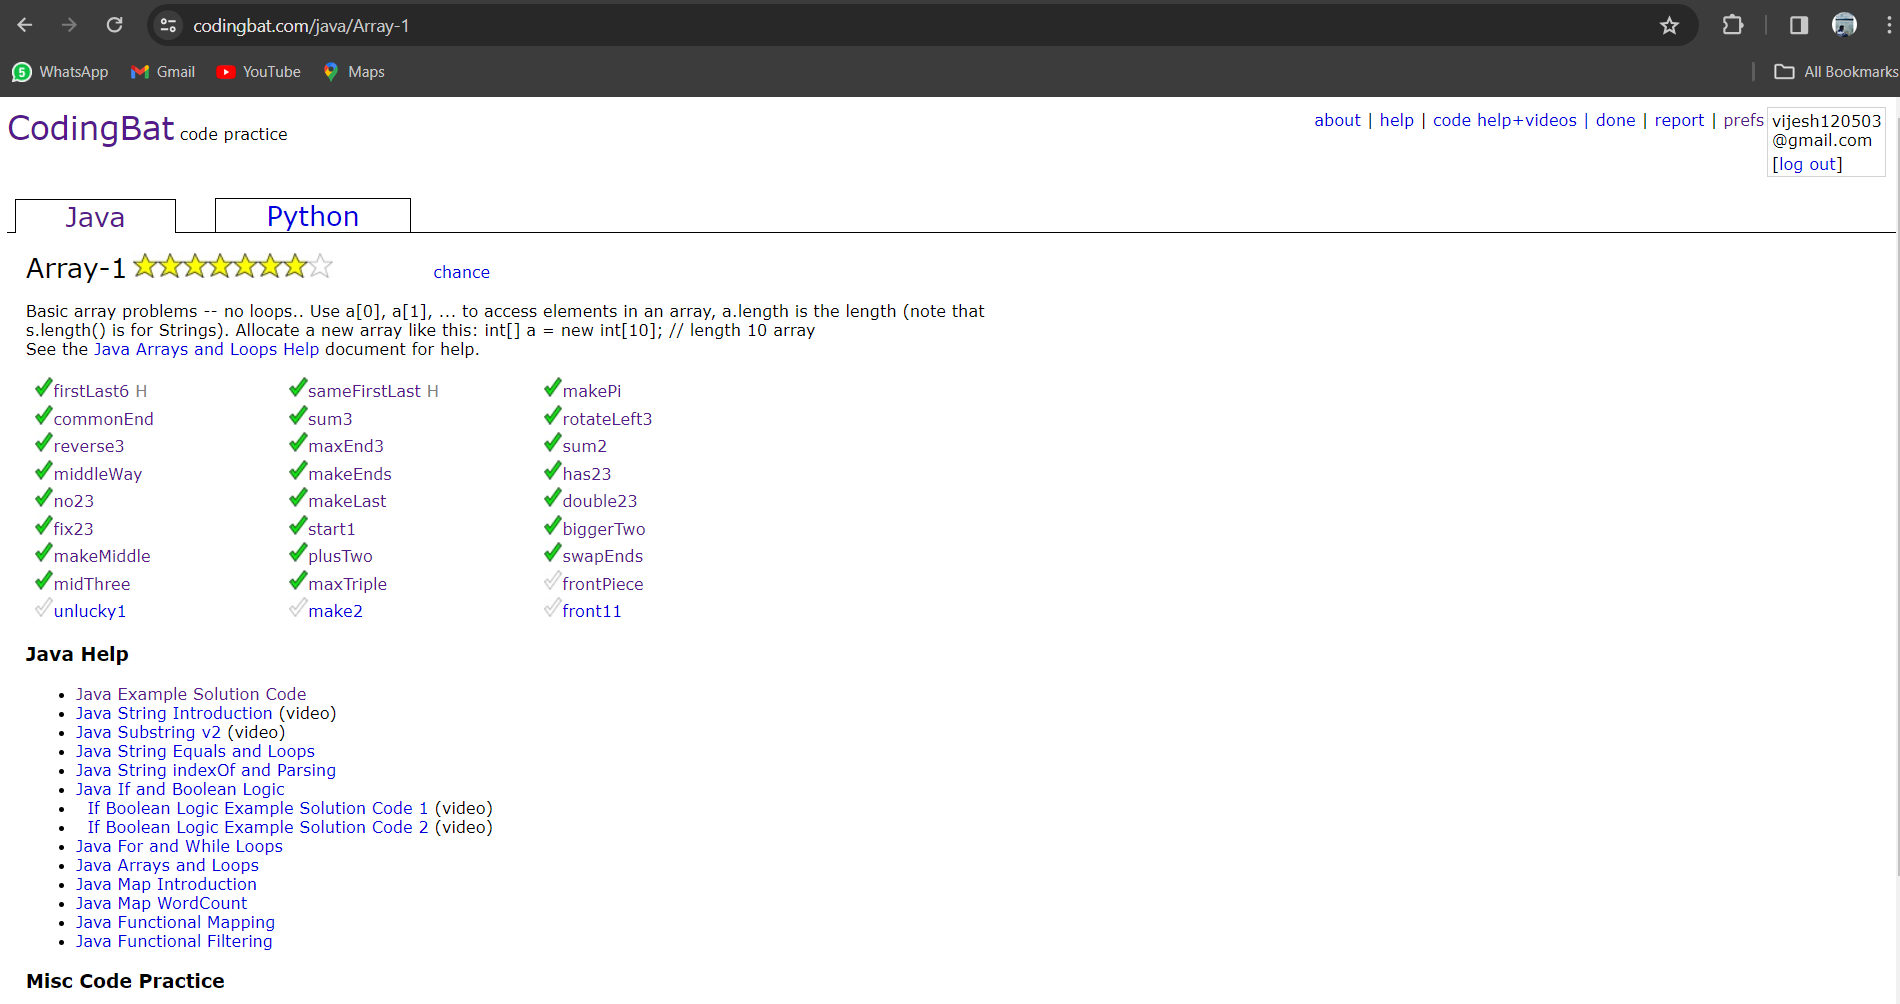 codingbat.com/java/Array-1
5 WhatsApp Gmail YouTube Maps All Bookmarks
CodingBat code practice
about | help | code help+videos | done | report | prefs
vijesh120503
@gmail.com
[log out]
Java Python
Array-1 chance
Basic array problems -- no loops.. Use a[0], a[1], ... to access elements in an array, a.length is the length (note that
s.length() is for Strings). Allocate a new array like this: int[] a = new int[10]; // length 10 array
See the Java Arrays and Loops Help document for help.
firstLast6 H sameFirstLast H makePi
commonEnd sum3 rotateLeft3
reverse3 maxEnd3 sum2
middleWay makeEnds has23
no23 makeLast double23
fix23 start1 biggerTwo
makeMiddle plusTwo swapEnds
midThree maxTriple frontPiece
unlucky1 make2 front11
Java Help
• Java Example Solution Code
• Java String Introduction (video)
• Java Substring v2 (video)
• Java String Equals and Loops
• Java String indexOf and Parsing
• Java If and Boolean Logic
• If Boolean Logic Example Solution Code 1 (video)
• If Boolean Logic Example Solution Code 2 (video)
• Java For and While Loops
• Java Arrays and Loops
• Java Map Introduction
• Java Map WordCount
• Java Functional Mapping
• Java Functional Filtering
Misc Code Practice